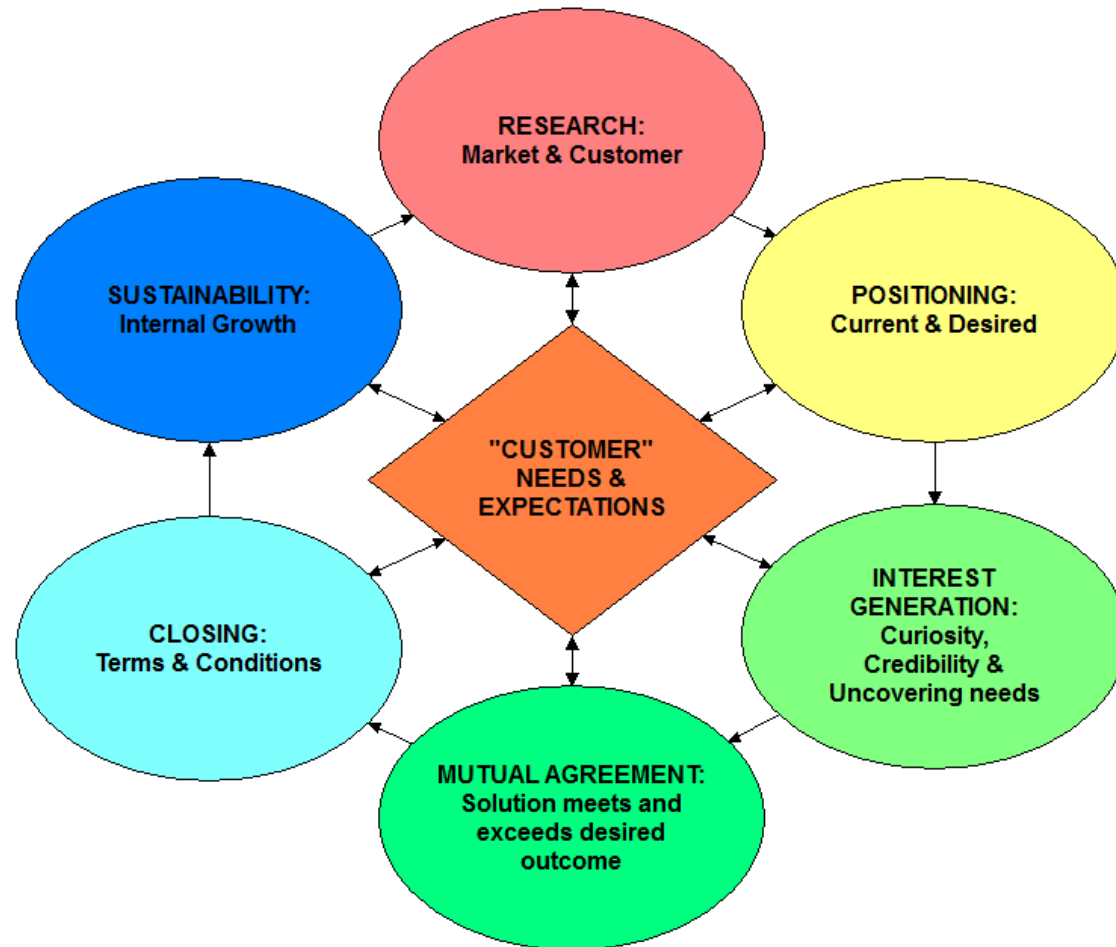 RESEARCH:
Market & Customer
SUSTAINABILITY:
Internal Growth
POSITIONING:
Current & Desired
"CUSTOMER"
NEEDS &
EXPECTATIONS
CLOSING:
Terms & Conditions
INTEREST
GENERATION:
Curiosity,
Credibility &
Uncovering needs
MUTUAL AGREEMENT:
Solution meets and
exceeds desired
outcome